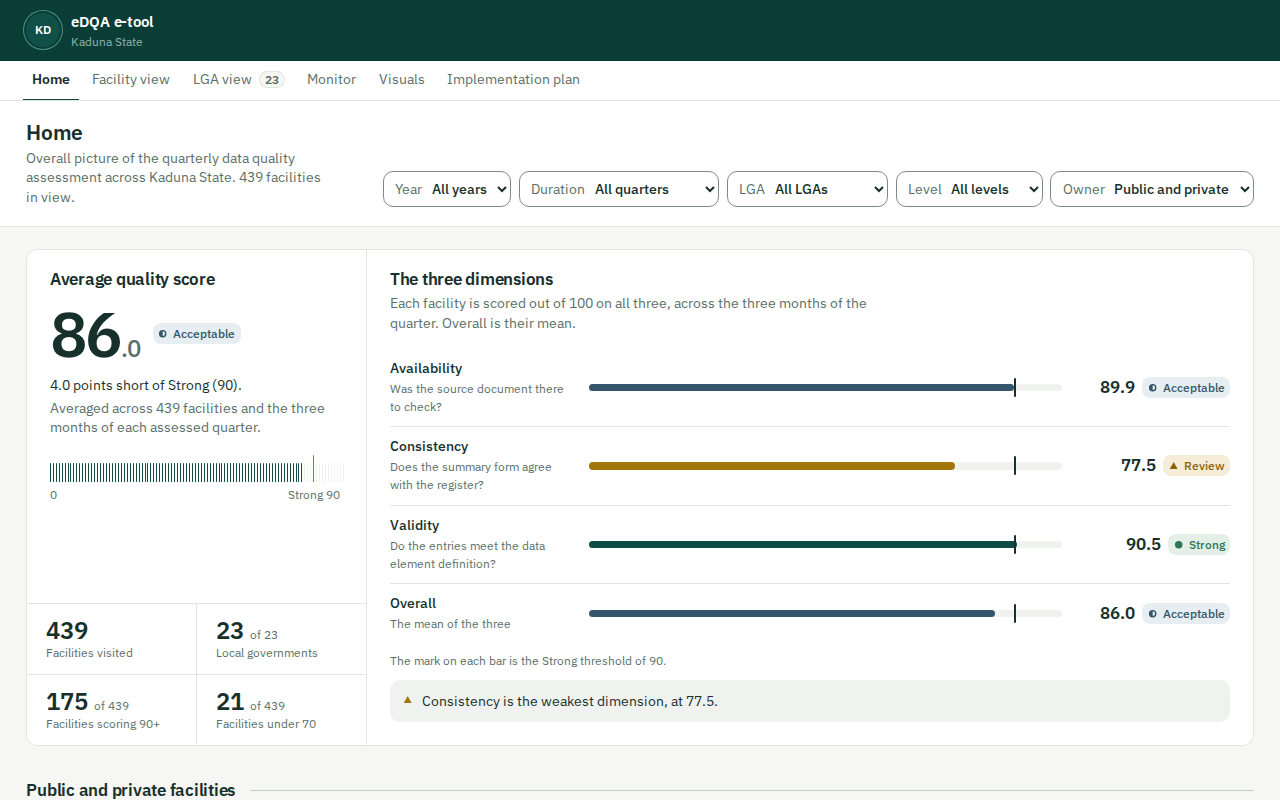 KD
eDQA e-tool
Kaduna State
Home
Facility view
LGA view 23
Monitor
Visuals
Implementation plan
Home
Overall picture of the quarterly data quality
assessment across Kaduna State. 439 facilities
in view.
Year All years
Duration All quarters
LGA All LGAs
Level All levels
Owner Public and private
Average quality score
86.0 Acceptable
4.0 points short of Strong (90).
Averaged across 439 facilities and the three
months of each assessed quarter.
0 Strong 90
439
Facilities visited
23 of 23
Local governments
175 of 439
Facilities scoring 90+
21 of 439
Facilities under 70
The three dimensions
Each facility is scored out of 100 on all three, across the three months of the
quarter. Overall is their mean.
Availability
Was the source document there
to check?
89.9 Acceptable
Consistency
Does the summary form agree
with the register?
77.5 Review
Validity
Do the entries meet the data
element definition?
90.5 Strong
Overall
The mean of the three
86.0 Acceptable
The mark on each bar is the Strong threshold of 90.
Consistency is the weakest dimension, at 77.5.
Public and private facilities